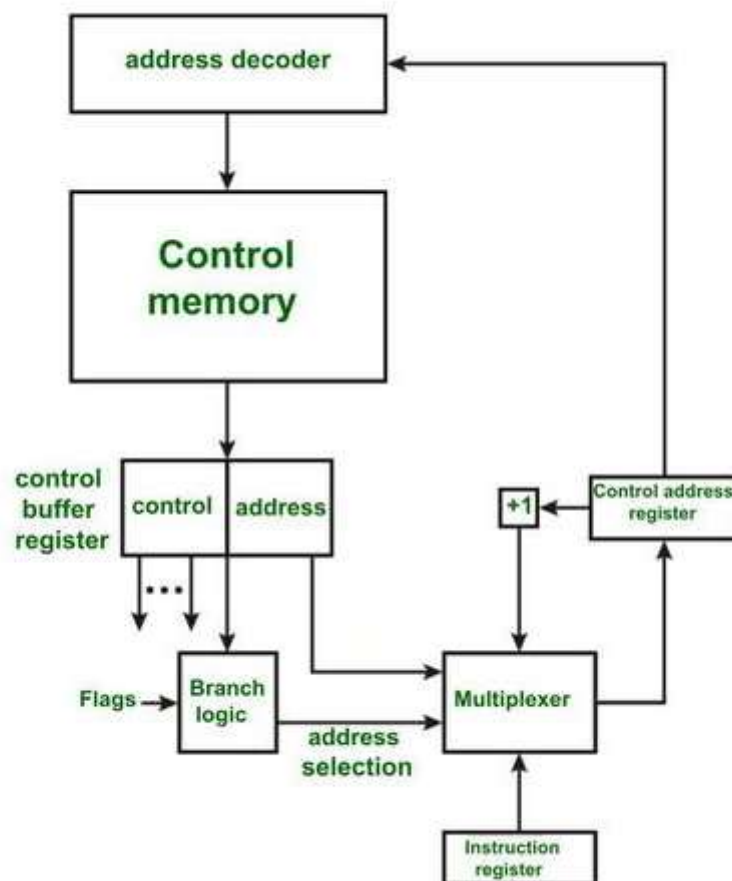 address decoder
Control
memory
control
buffer
register
control
address
+1
Control address
register
Flags
Branch
logic
Multiplexer
address
selection
Instruction
register